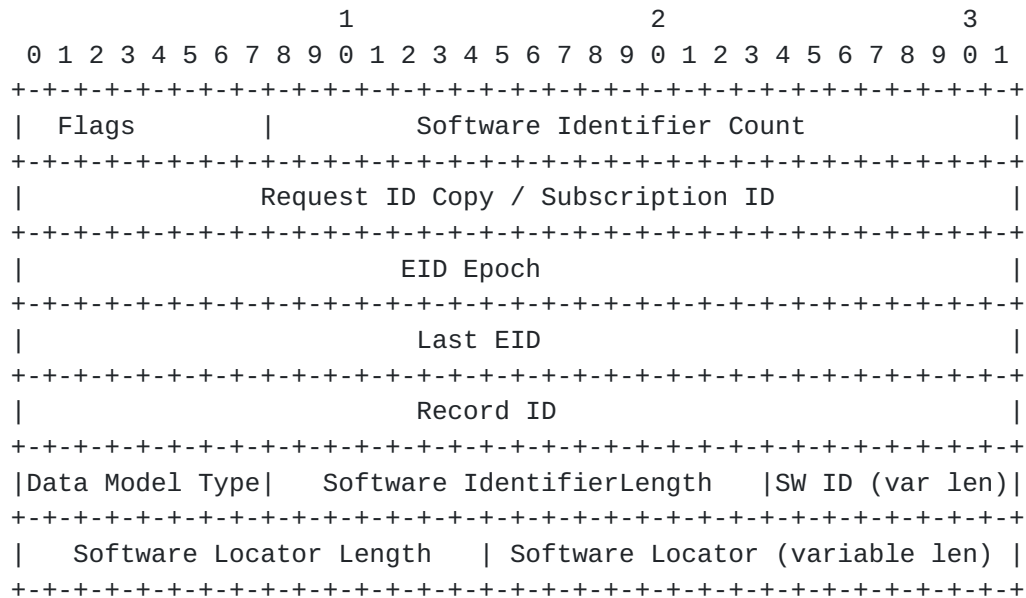 1                   2                   3
 0 1 2 3 4 5 6 7 8 9 0 1 2 3 4 5 6 7 8 9 0 1 2 3 4 5 6 7 8 9 0 1
+-+-+-+-+-+-+-+-+-+-+-+-+-+-+-+-+-+-+-+-+-+-+-+-+-+-+-+-+-+-+-+-+
|  Flags        |         Software Identifier Count             |
+-+-+-+-+-+-+-+-+-+-+-+-+-+-+-+-+-+-+-+-+-+-+-+-+-+-+-+-+-+-+-+-+
|               Request ID Copy / Subscription ID               |
+-+-+-+-+-+-+-+-+-+-+-+-+-+-+-+-+-+-+-+-+-+-+-+-+-+-+-+-+-+-+-+-+
|                        EID Epoch                              |
+-+-+-+-+-+-+-+-+-+-+-+-+-+-+-+-+-+-+-+-+-+-+-+-+-+-+-+-+-+-+-+-+
|                         Last EID                              |
+-+-+-+-+-+-+-+-+-+-+-+-+-+-+-+-+-+-+-+-+-+-+-+-+-+-+-+-+-+-+-+-+
|                         Record ID                             |
+-+-+-+-+-+-+-+-+-+-+-+-+-+-+-+-+-+-+-+-+-+-+-+-+-+-+-+-+-+-+-+-+
|Data Model Type|   Software IdentifierLength   |SW ID (var len)|
+-+-+-+-+-+-+-+-+-+-+-+-+-+-+-+-+-+-+-+-+-+-+-+-+-+-+-+-+-+-+-+-+
|   Software Locator Length   | Software Locator (variable len) |
+-+-+-+-+-+-+-+-+-+-+-+-+-+-+-+-+-+-+-+-+-+-+-+-+-+-+-+-+-+-+-+-+